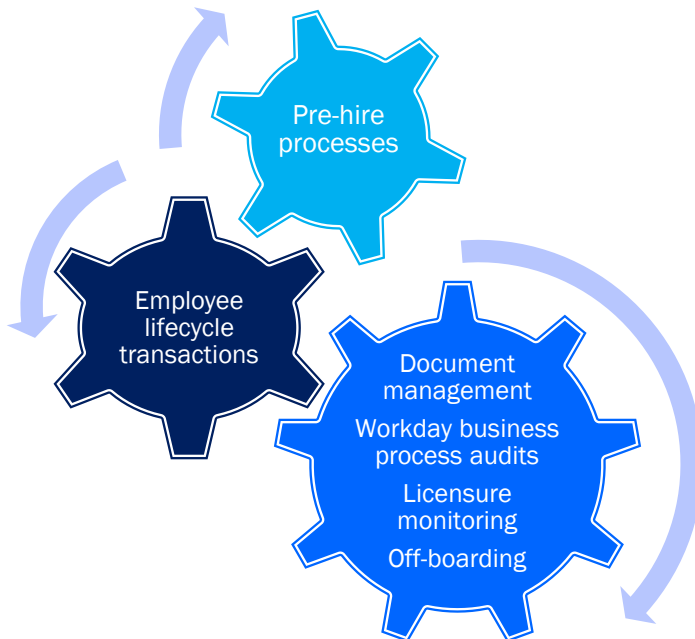 Pre-hire
processes
Employee
lifecycle
transactions
Document
management
Workday business
process audits
Licensure
monitoring
Off-boarding